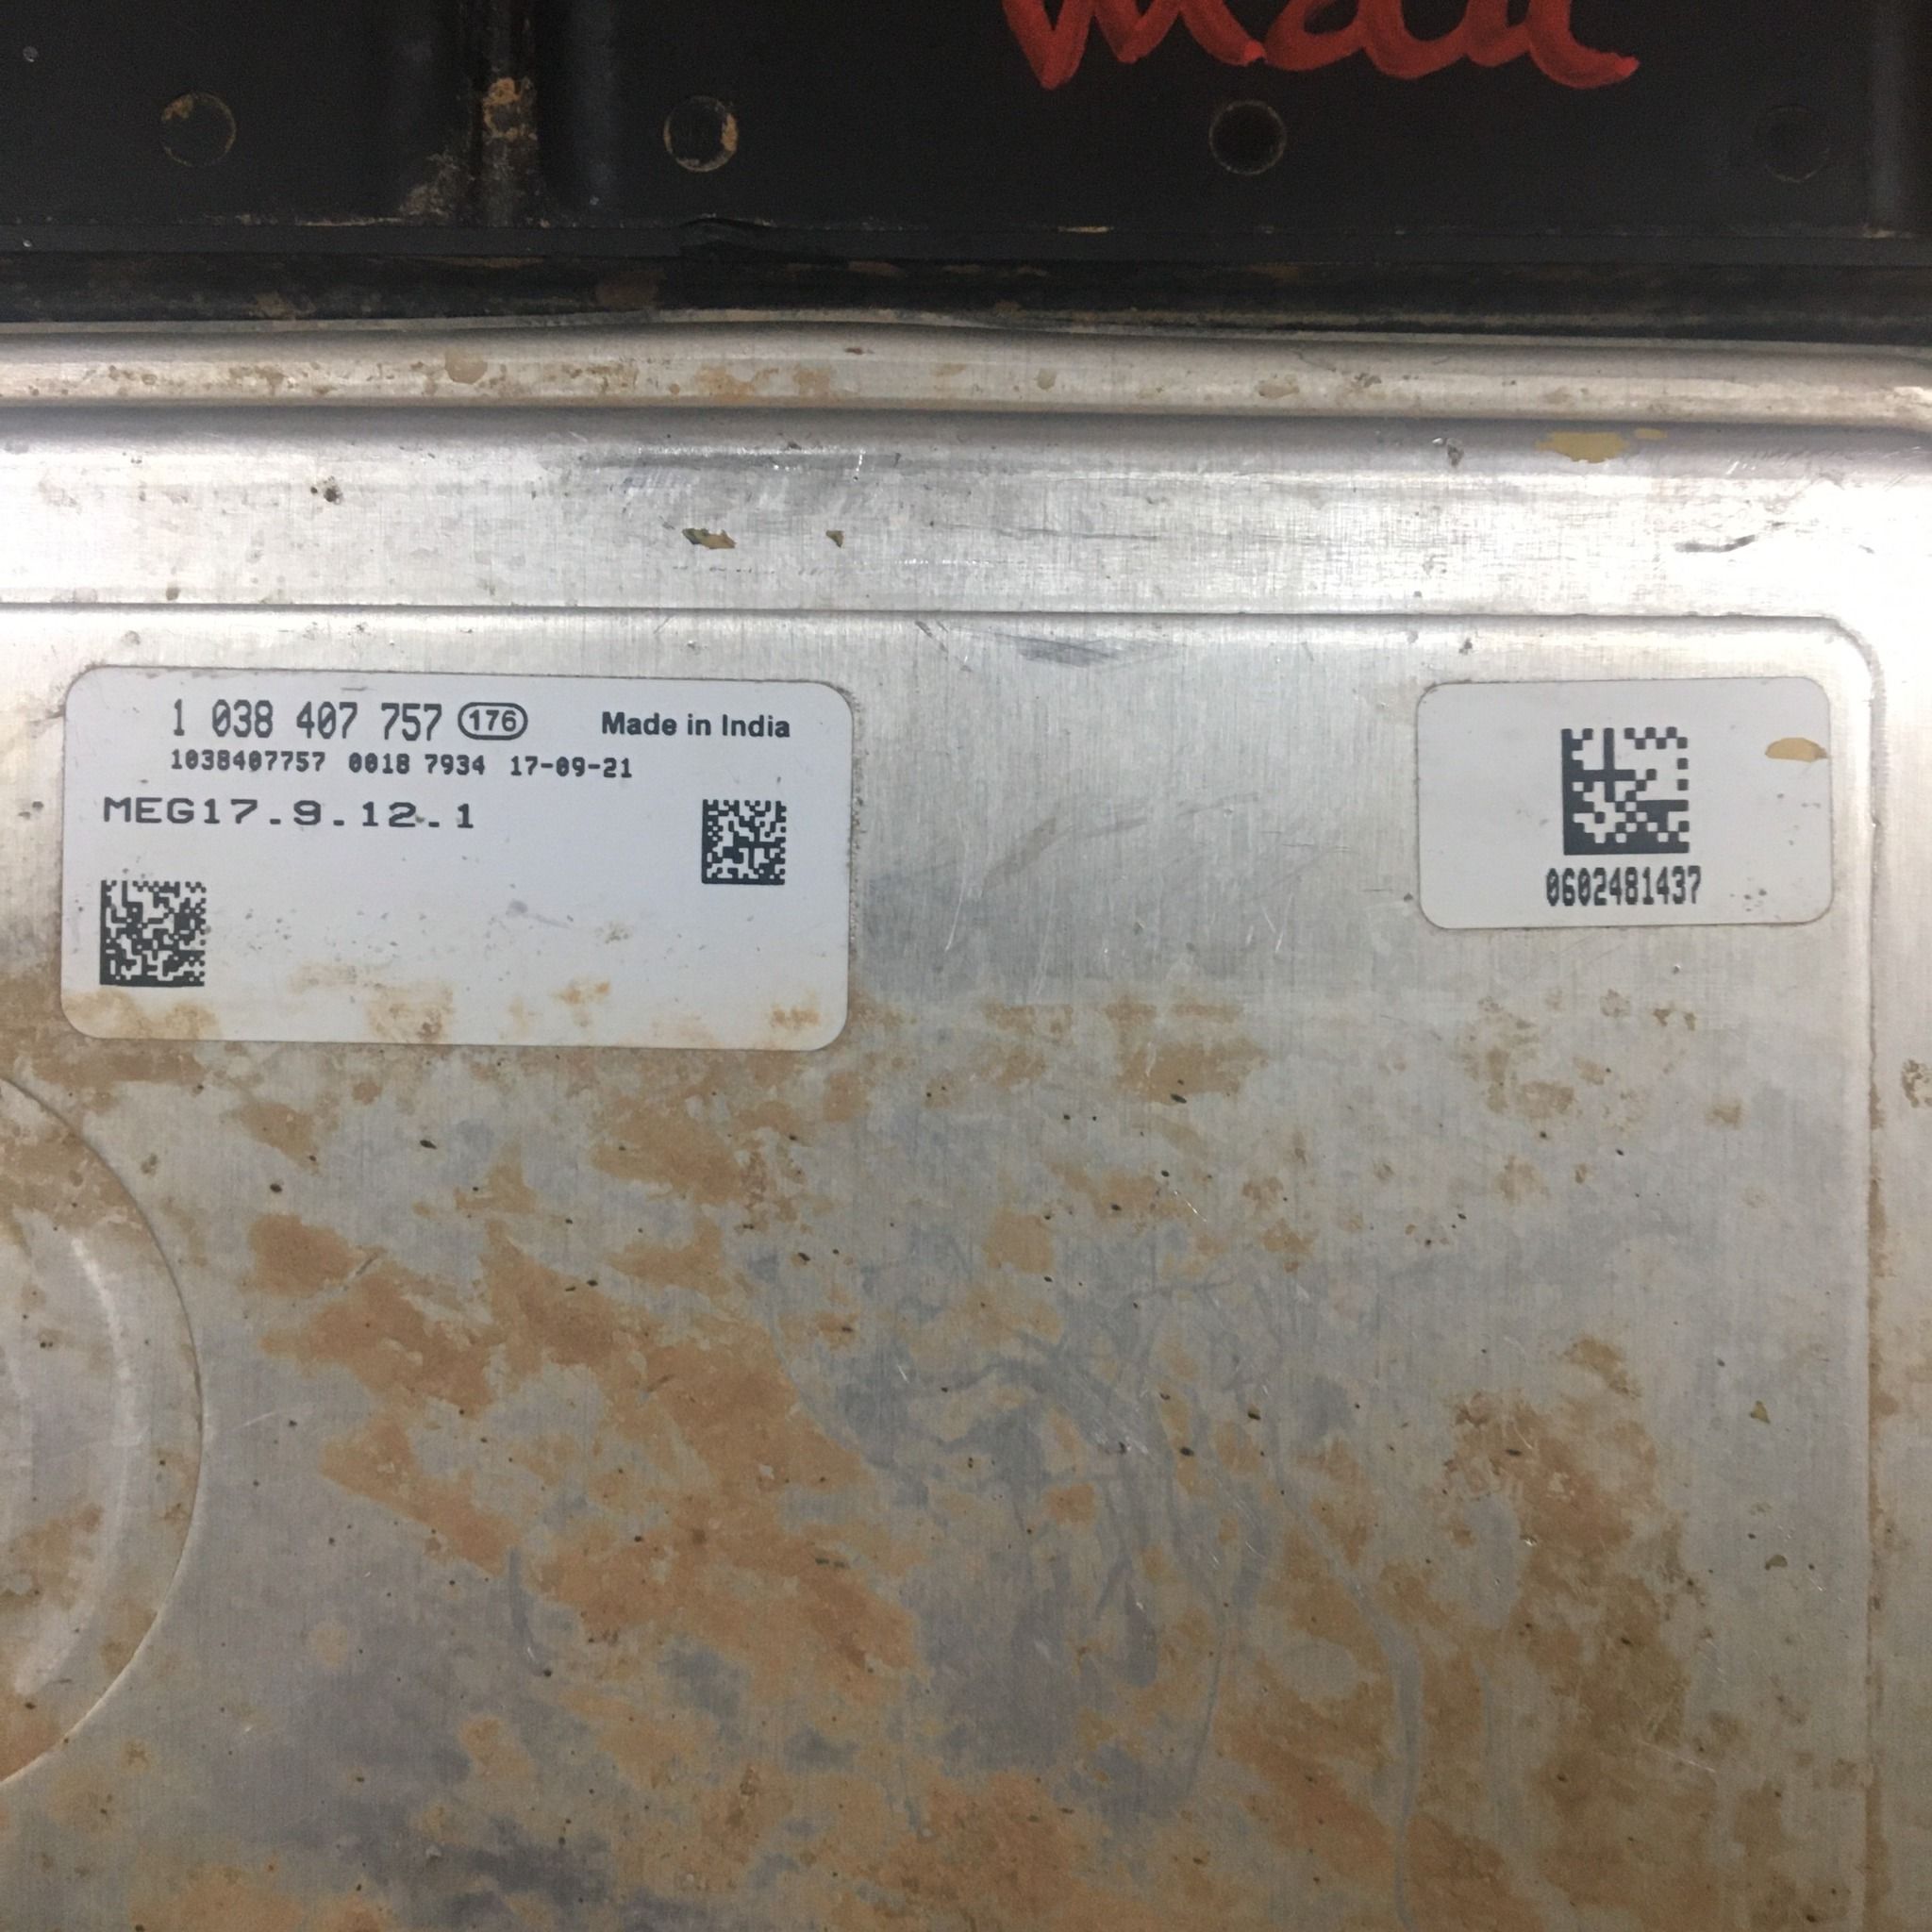 1 038 407 757 176 Made in India
1038407757 0018 7934 17-09-21
MEG17.9.12.1
0602481437